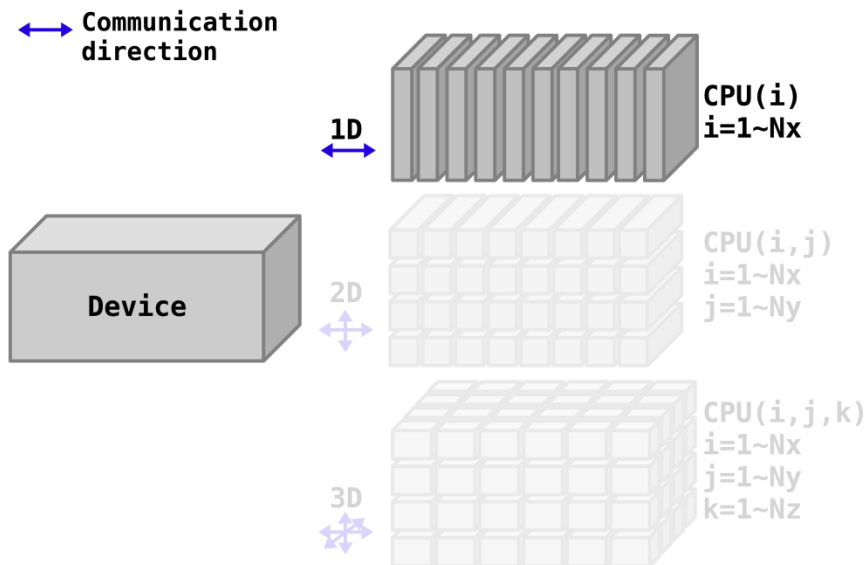 Communication
direction
1D
CPU(i)
i=1~Nx
Device
2D
CPU(i,j)
i=1~Nx
j=1~Ny
3D
CPU(i,j,k)
i=1~Nx
j=1~Ny
k=1~Nz